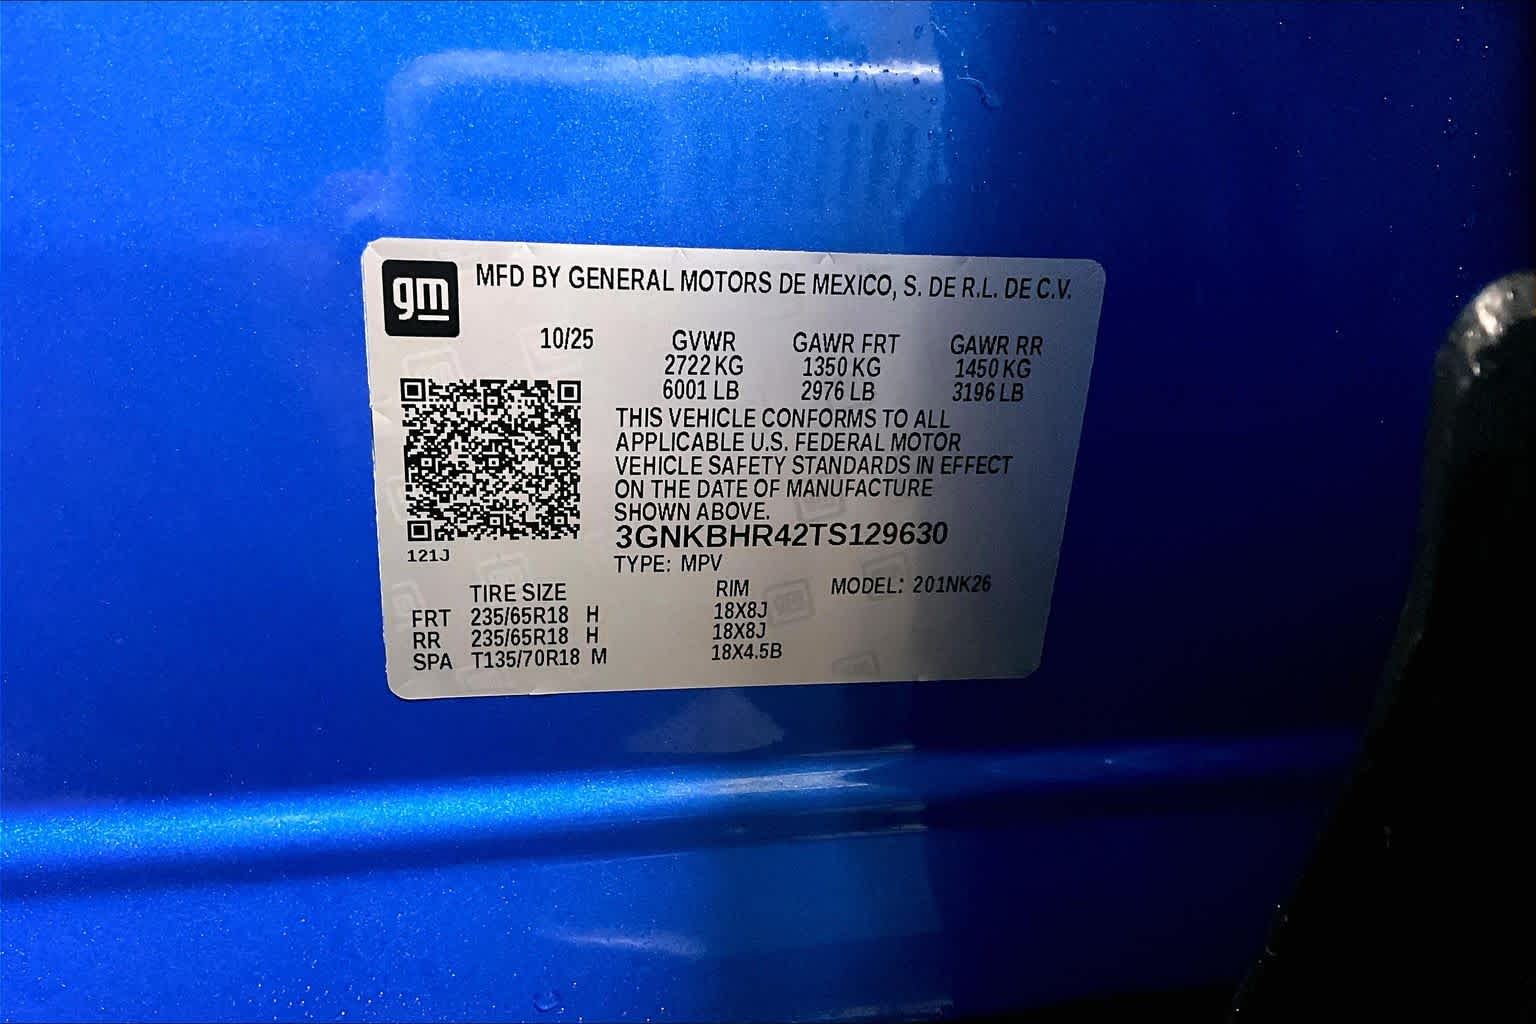 gm
MFD BY GENERAL MOTORS DE MEXICO, S. DE R.L. DE C.V.
10/25 GVWR GAWR FRT GAWR RR
2722 KG 1350 KG 1450 KG
6001 LB 2976 LB 3196 LB
THIS VEHICLE CONFORMS TO ALL
APPLICABLE U.S. FEDERAL MOTOR
VEHICLE SAFETY STANDARDS IN EFFECT
ON THE DATE OF MANUFACTURE
SHOWN ABOVE.
3GNKBHR42TS129630
121J
TYPE: MPV
TIRE SIZE RIM MODEL: 201NK26
FRT 235/65R18 H 18X8J
RR 235/65R18 H 18X8J
SPA T135/70R18 M 18X4.5B